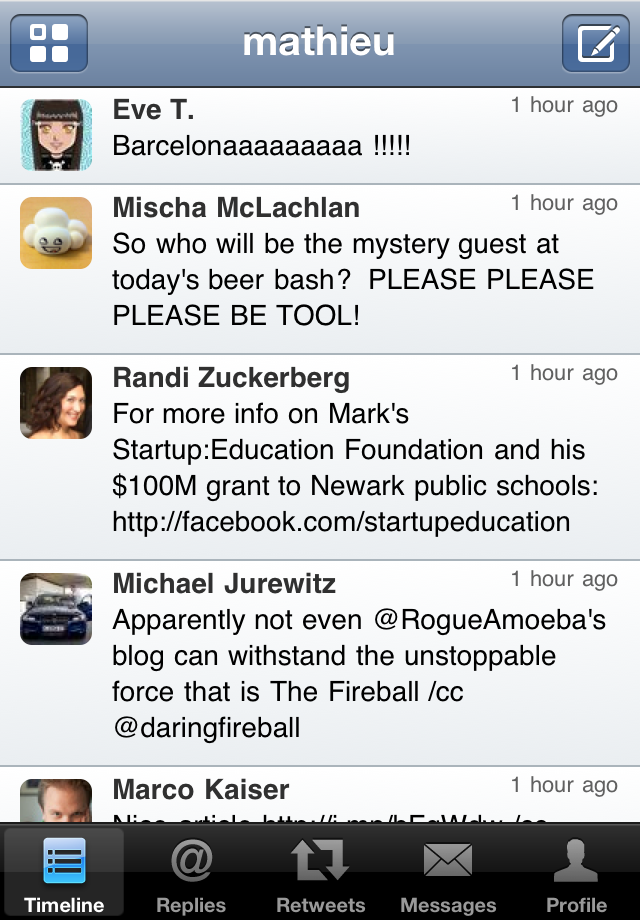 mathieu
Eve T.
1 hour ago
Barcelonaaaaaaaaa !!!!!
Mischa McLachlan
1 hour ago
So who will be the mystery guest at
today's beer bash?  PLEASE PLEASE
PLEASE BE TOOL!
Randi Zuckerberg
1 hour ago
For more info on Mark's
Startup:Education Foundation and his
$100M grant to Newark public schools:
http://facebook.com/startupeducation
Michael Jurewitz
1 hour ago
Apparently not even @RogueAmoeba's
blog can withstand the unstoppable
force that is The Fireball /cc
@daringfireball
Marco Kaiser
1 hour ago
Nice article
Timeline
Replies
Retweets
Messages
Profile